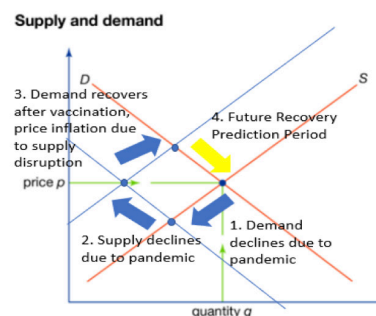 Supply and demand
D
S
3. Demand recovers
after vaccination,
price inflation due
to supply
disruption
4. Future Recovery
Prediction Period
price p
1. Demand
declines due to
pandemic
2. Supply declines
due to pandemic
quantity q